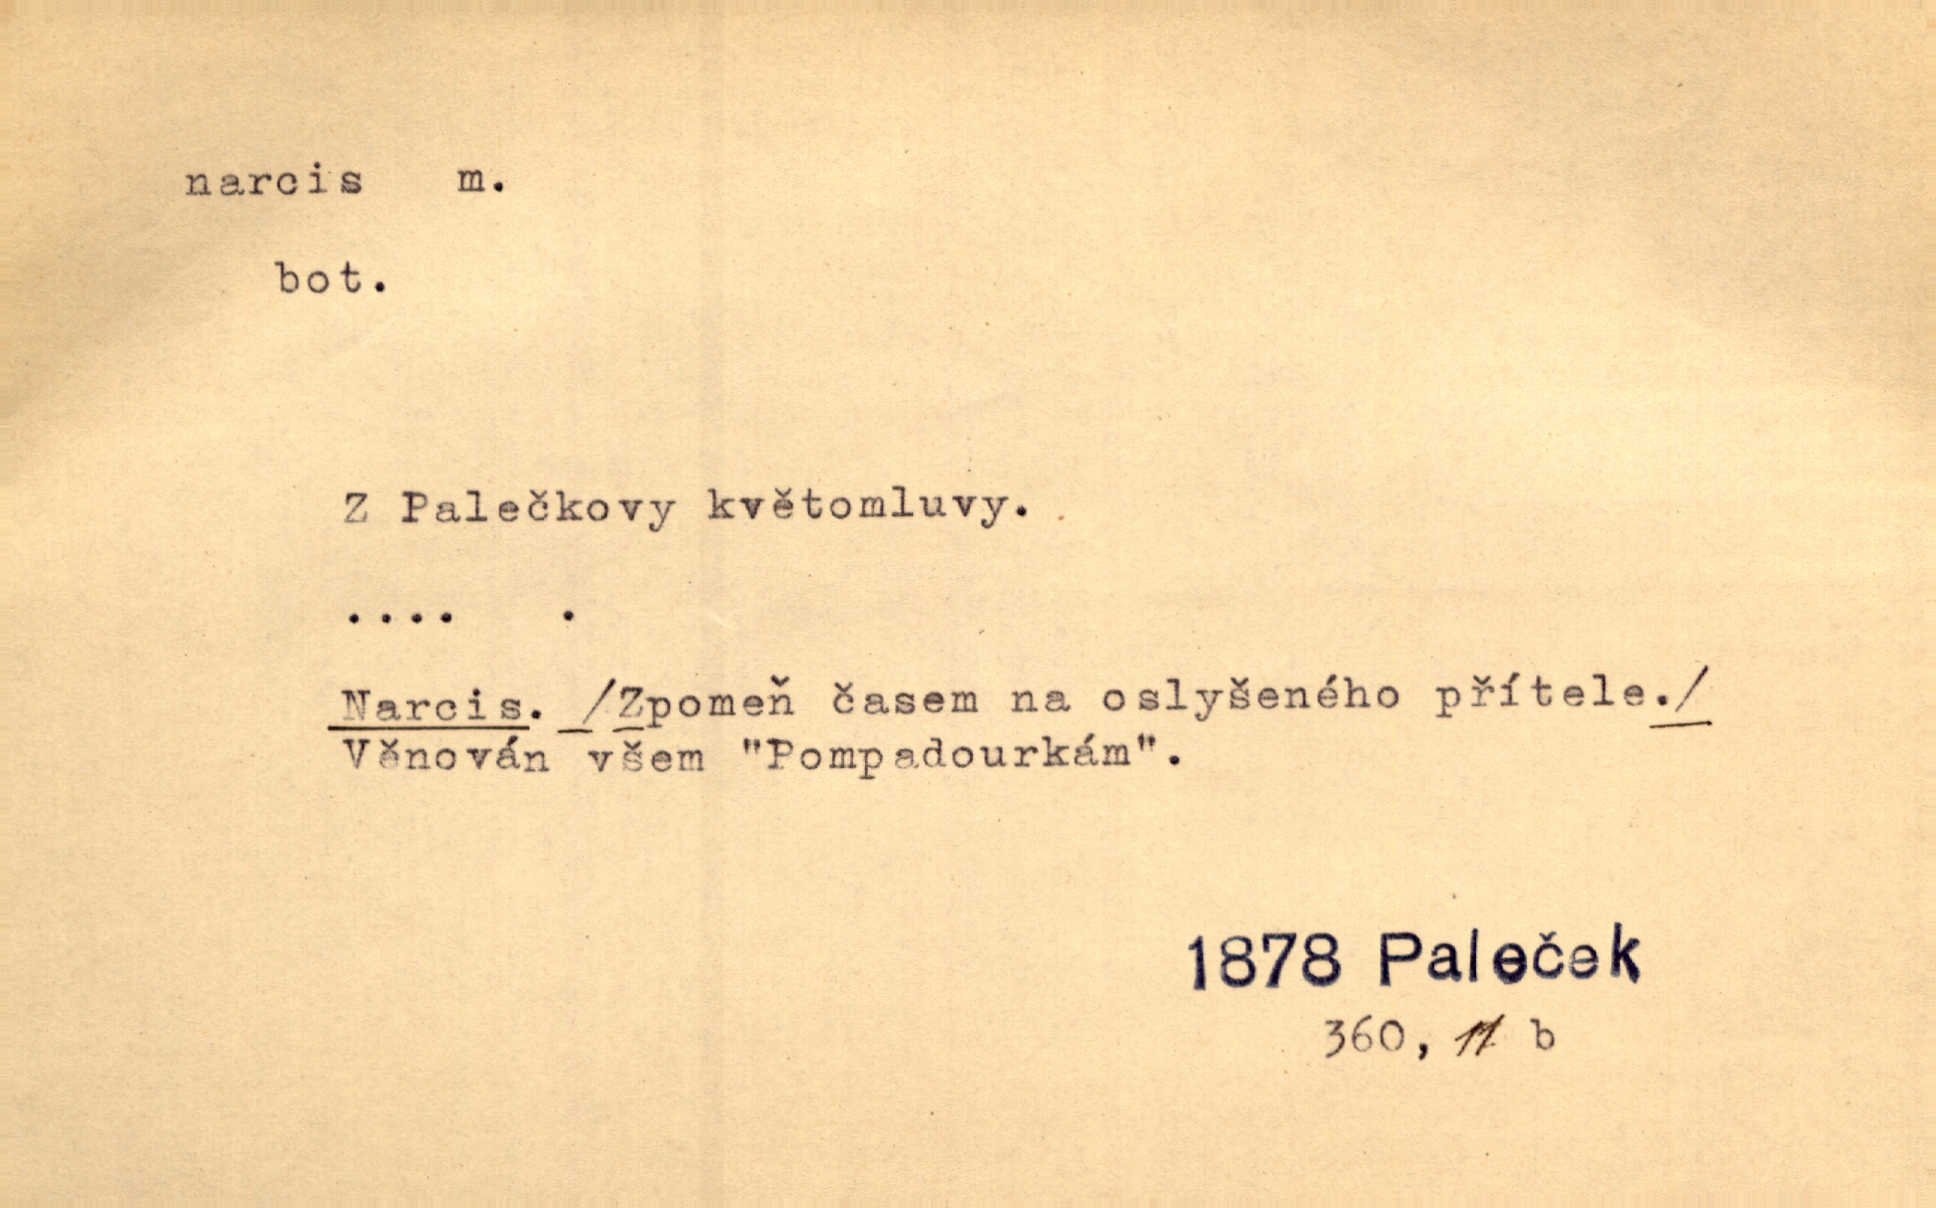 narcis m.
bot.
Z Palečkovy květomluvy.
.... .
Narcis. /Zpomeň časem na oslyšeného přítele./
Věnován všem "Pompadourkám".
1878 Paleček
360, 11 b